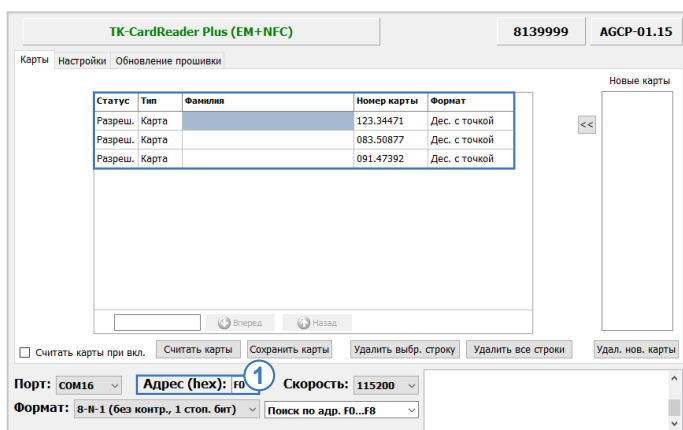 TK-CardReader Plus (EM+NFC) 8139999 AGCP-01.15
Карты Настройки Обновление прошивки
Новые карты
Статус Тип Фамилия Номер карты Формат
Разреш. Карта 123.34471 Дес. с точкой
<<
Разреш. Карта 083.50877 Дес. с точкой
Разреш. Карта 091.47392 Дес. с точкой
Вперед Назад
Считать карты при вкл. Считать карты Сохранить карты Удалить выбр. строку Удалить все строки Удал. нов. карты
Порт: COM16 Адрес (hex): F0 1 Скорость: 115200
Формат: 8-N-1 (без контр., 1 стоп. бит) Поиск по адр. F0...F8